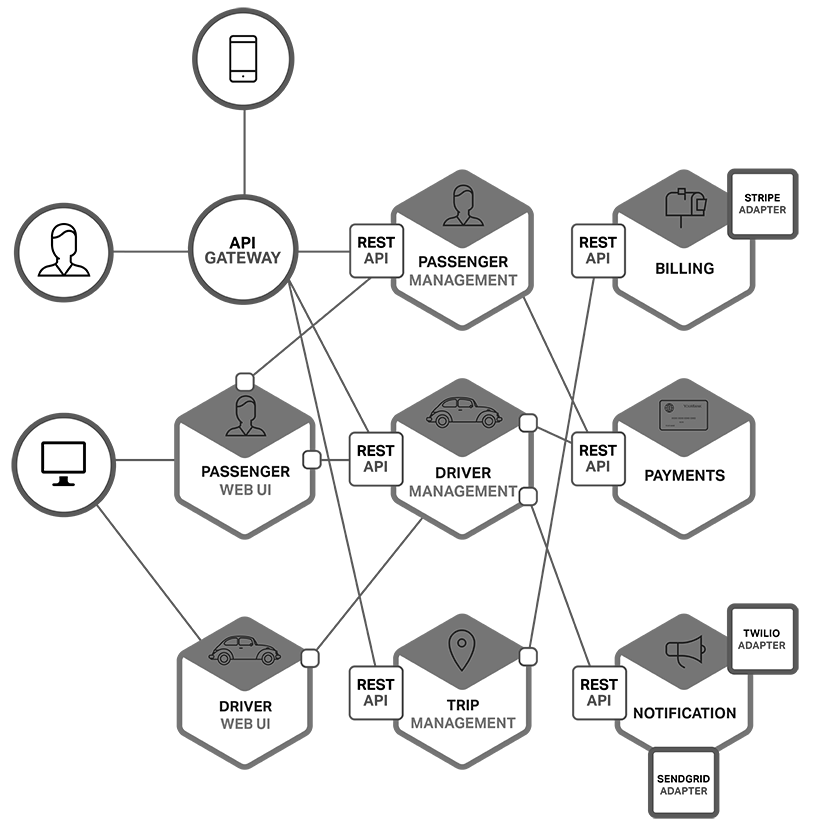 API
GATEWAY
REST
API
PASSENGER
MANAGEMENT
REST
API
BILLING
STRIPE
ADAPTER
PASSENGER
WEB UI
REST
API
DRIVER
MANAGEMENT
REST
API
PAYMENTS
DRIVER
WEB UI
REST
API
TRIP
MANAGEMENT
REST
API
NOTIFICATION
TWILIO
ADAPTER
SENDGRID
ADAPTER